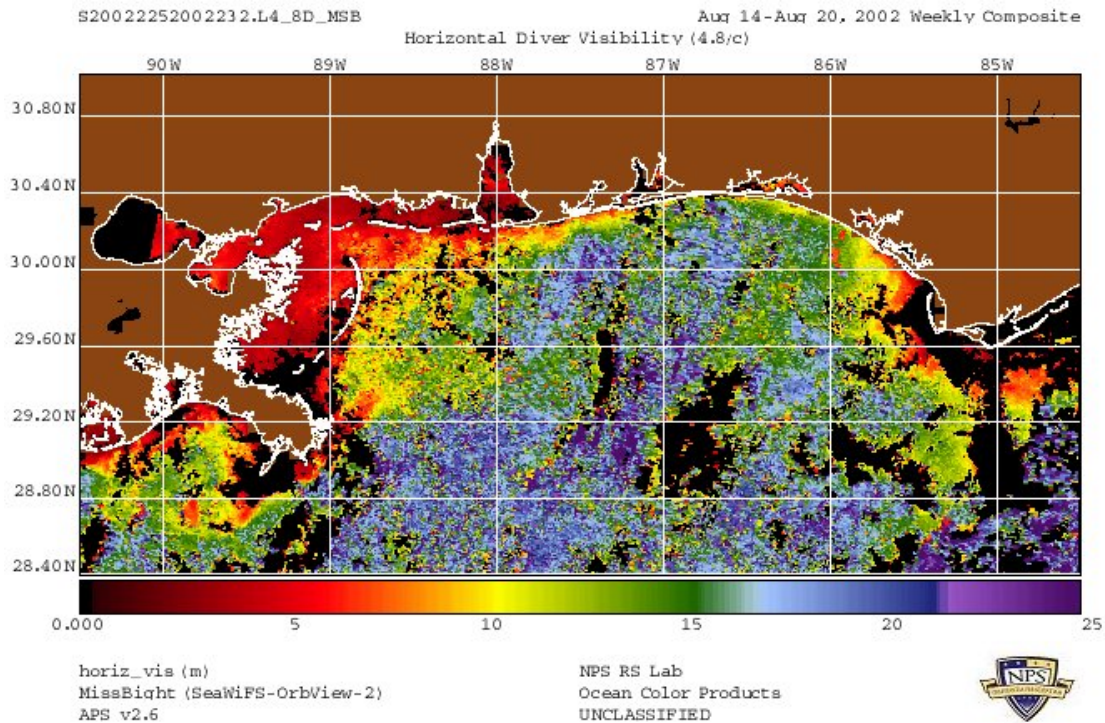 S20022252002232.L4_8D_MSB
Aug 14-Aug 20, 2002 Weekly Composite
Horizontal Diver Visibility (4.8/c)
90W 89W 88W 87W 86W 85W
30.80N
30.40N
30.00N
29.60N
29.20N
28.80N
28.40N
0.000 5 10 15 20 25
horiz_vis (m)
MissBight (SeaWiFS-OrbView-2)
APS v2.6
NPS RS Lab
Ocean Color Products
UNCLASSIFIED
NPS